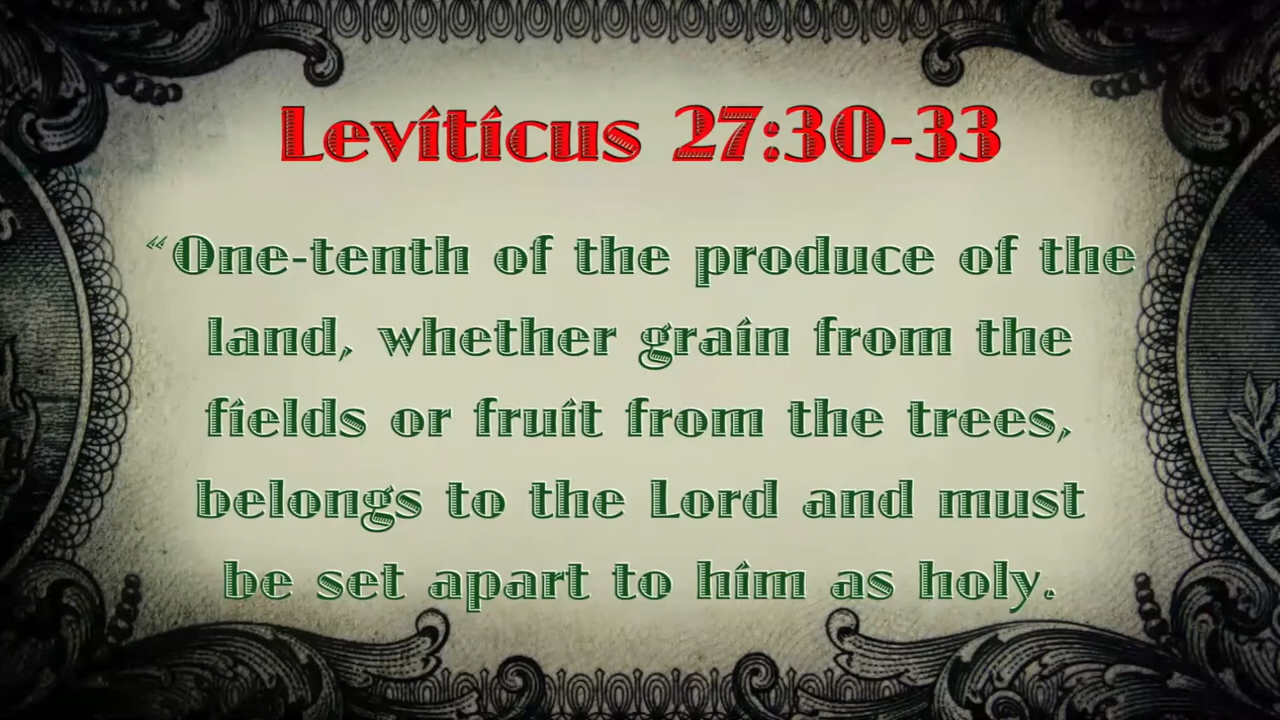 Leviticus 27:30-33
“One-tenth of the produce of the
land, whether grain from the
fields or fruit from the trees,
belongs to the Lord and must
be set apart to him as holy.